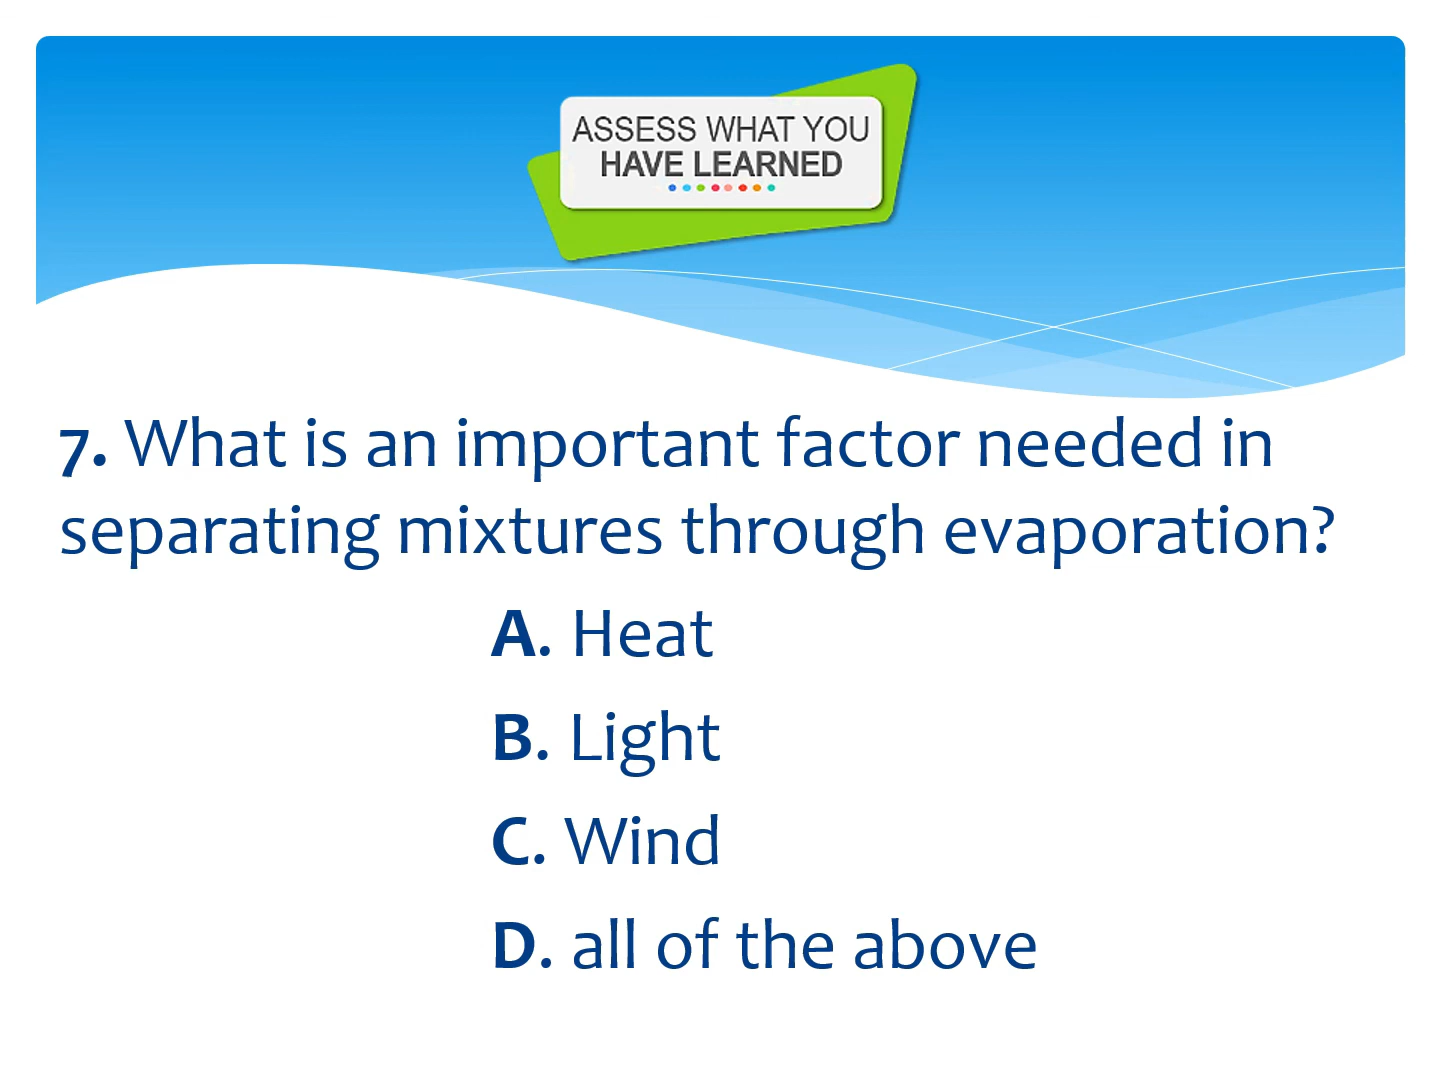 ASSESS WHAT YOU
HAVE LEARNED
7. What is an important factor needed in
separating mixtures through evaporation?
A. Heat
B. Light
C. Wind
D. all of the above